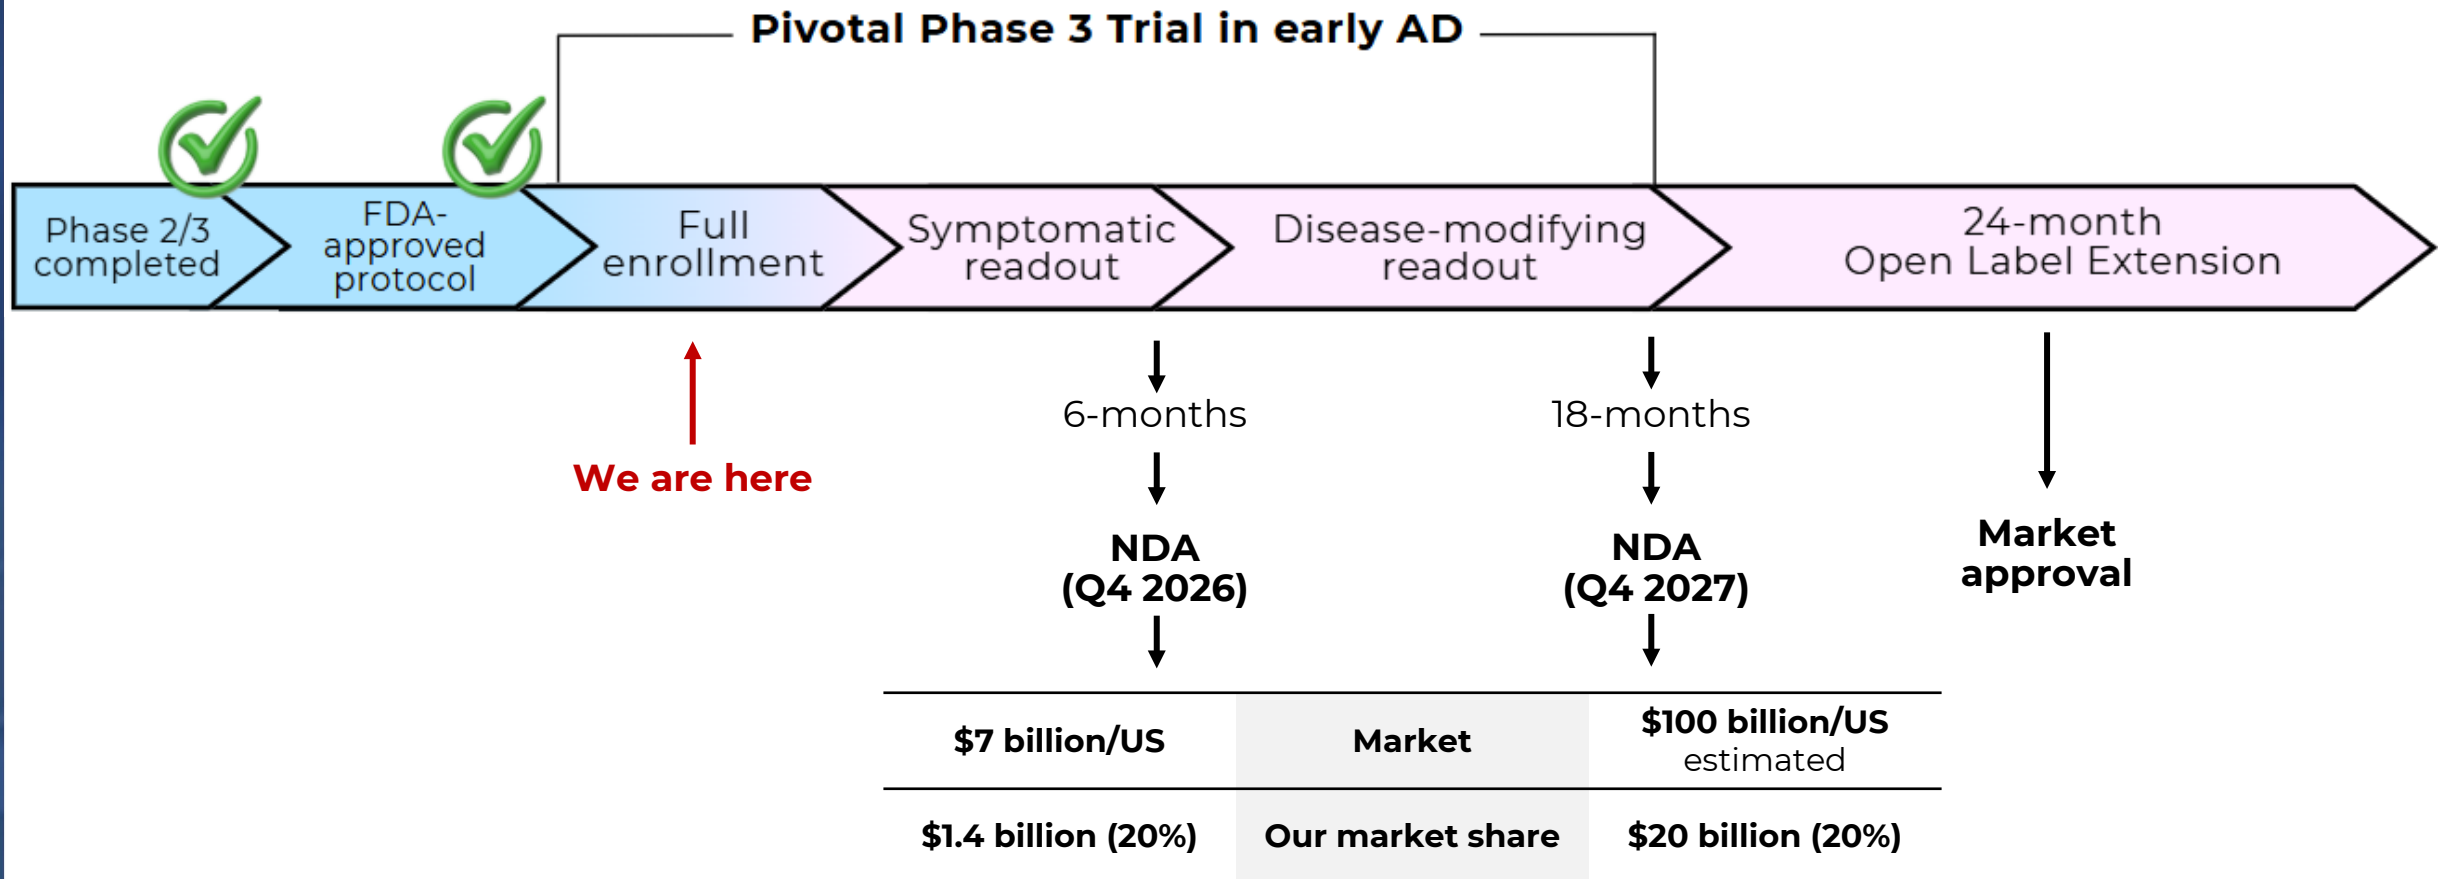 Pivotal Phase 3 Trial in early AD
Phase 2/3
completed
FDA-
approved
protocol
Full
enrollment
Symptomatic
readout
Disease-modifying
readout
24-month
Open Label Extension
We are here
6-months
NDA
(Q4 2026)
18-months
NDA
(Q4 2027)
Market
approval
$7 billion/US
Market
$100 billion/US
estimated
$1.4 billion (20%)
Our market share
$20 billion (20%)